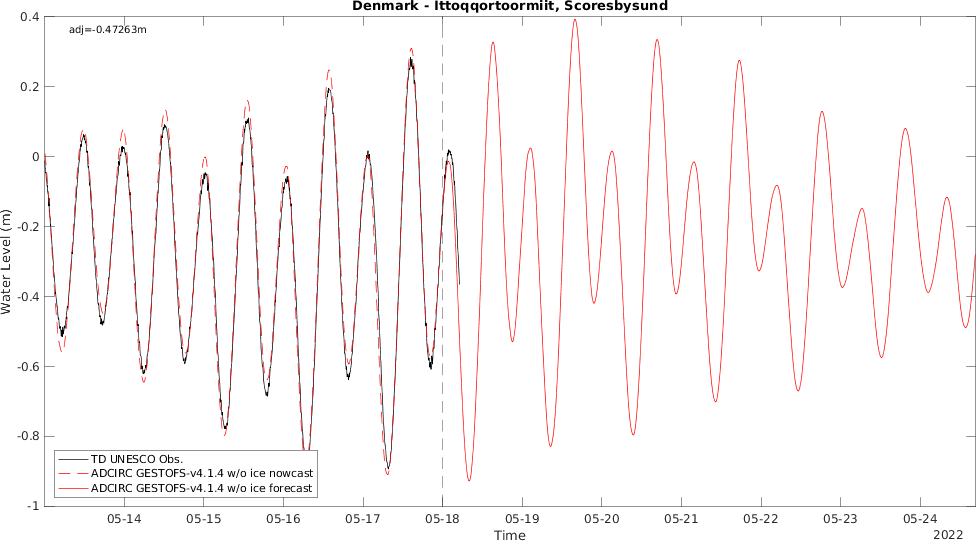 Denmark - Ittoqqortoormiit, Scoresbysund
adj=-0.47263m
0.4
0.2
0
-0.2
-0.4
-0.6
-0.8
-1
Water Level (m)
TD UNESCO Obs.
ADCIRC GESTOFS-v4.1.4 w/o ice nowcast
ADCIRC GESTOFS-v4.1.4 w/o ice forecast
05-14 05-15 05-16 05-17 05-18 05-19 05-20 05-21 05-22 05-23 05-24
Time
2022